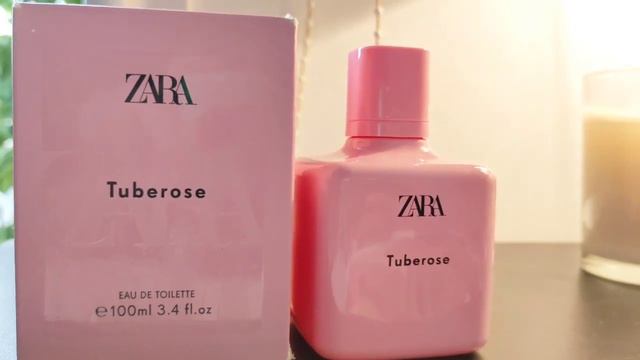 ZARA
Tuberose
EAU DE TOILETTE
℮100ml 3.4 fl.oz
ZARA
Tuberose